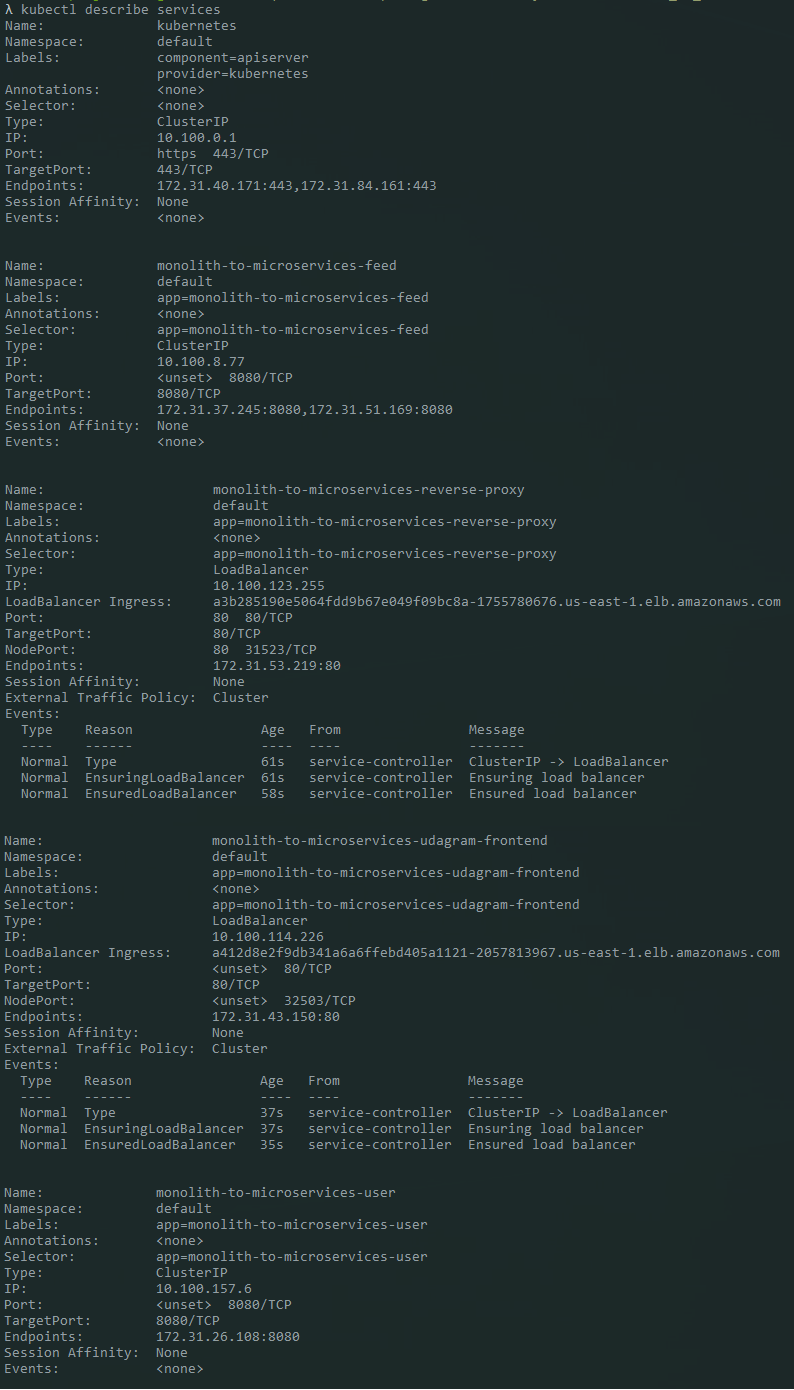 λ kubectl describe services
Name:              kubernetes
Namespace:         default
Labels:            component=apiserver
                   provider=kubernetes
Annotations:       <none>
Selector:          <none>
Type:              ClusterIP
IP:                10.100.0.1
Port:              https  443/TCP
TargetPort:        443/TCP
Endpoints:         172.31.40.171:443,172.31.84.161:443
Session Affinity:  None
Events:            <none>

Name:              monolith-to-microservices-feed
Namespace:         default
Labels:            app=monolith-to-microservices-feed
Annotations:       <none>
Selector:          app=monolith-to-microservices-feed
Type:              ClusterIP
IP:                10.100.8.77
Port:              <unset>  8080/TCP
TargetPort:        8080/TCP
Endpoints:         172.31.37.245:8080,172.31.51.169:8080
Session Affinity:  None
Events:            <none>

Name:                     monolith-to-microservices-reverse-proxy
Namespace:                default
Labels:                   app=monolith-to-microservices-reverse-proxy
Annotations:              <none>
Selector:                 app=monolith-to-microservices-reverse-proxy
Type:                     LoadBalancer
IP:                       10.100.123.255
LoadBalancer Ingress:     a3b285190e5064fdd9b67e049f09bc8a-1755780676.us-east-1.elb.amazonaws.com
Port:                     80  80/TCP
TargetPort:               80/TCP
NodePort:                 80  31523/TCP
Endpoints:                172.31.53.219:80
Session Affinity:         None
External Traffic Policy:  Cluster
Events:
  Type    Reason                Age   From                Message
  ----    ------                ----  ----                -------
  Normal  Type                  61s   service-controller  ClusterIP -> LoadBalancer
  Normal  EnsuringLoadBalancer  61s   service-controller  Ensuring load balancer
  Normal  EnsuredLoadBalancer   58s   service-controller  Ensured load balancer

Name:                     monolith-to-microservices-udagram-frontend
Namespace:                default
Labels:                   app=monolith-to-microservices-udagram-frontend
Annotations:              <none>
Selector:                 app=monolith-to-microservices-udagram-frontend
Type:                     LoadBalancer
IP:                       10.100.114.226
LoadBalancer Ingress:     a412d8e2f9db341a6a6ffebd405a1121-2057813967.us-east-1.elb.amazonaws.com
Port:                     <unset>  80/TCP
TargetPort:               80/TCP
NodePort:                 <unset>  32503/TCP
Endpoints:                172.31.43.150:80
Session Affinity:         None
External Traffic Policy:  Cluster
Events:
  Type    Reason                Age   From                Message
  ----    ------                ----  ----                -------
  Normal  Type                  37s   service-controller  ClusterIP -> LoadBalancer
  Normal  EnsuringLoadBalancer  37s   service-controller  Ensuring load balancer
  Normal  EnsuredLoadBalancer   35s   service-controller  Ensured load balancer

Name:              monolith-to-microservices-user
Namespace:         default
Labels:            app=monolith-to-microservices-user
Annotations:       <none>
Selector:          app=monolith-to-microservices-user
Type:              ClusterIP
IP:                10.100.157.6
Port:              <unset>  8080/TCP
TargetPort:        8080/TCP
Endpoints:         172.31.26.108:8080
Session Affinity:  None
Events:            <none>